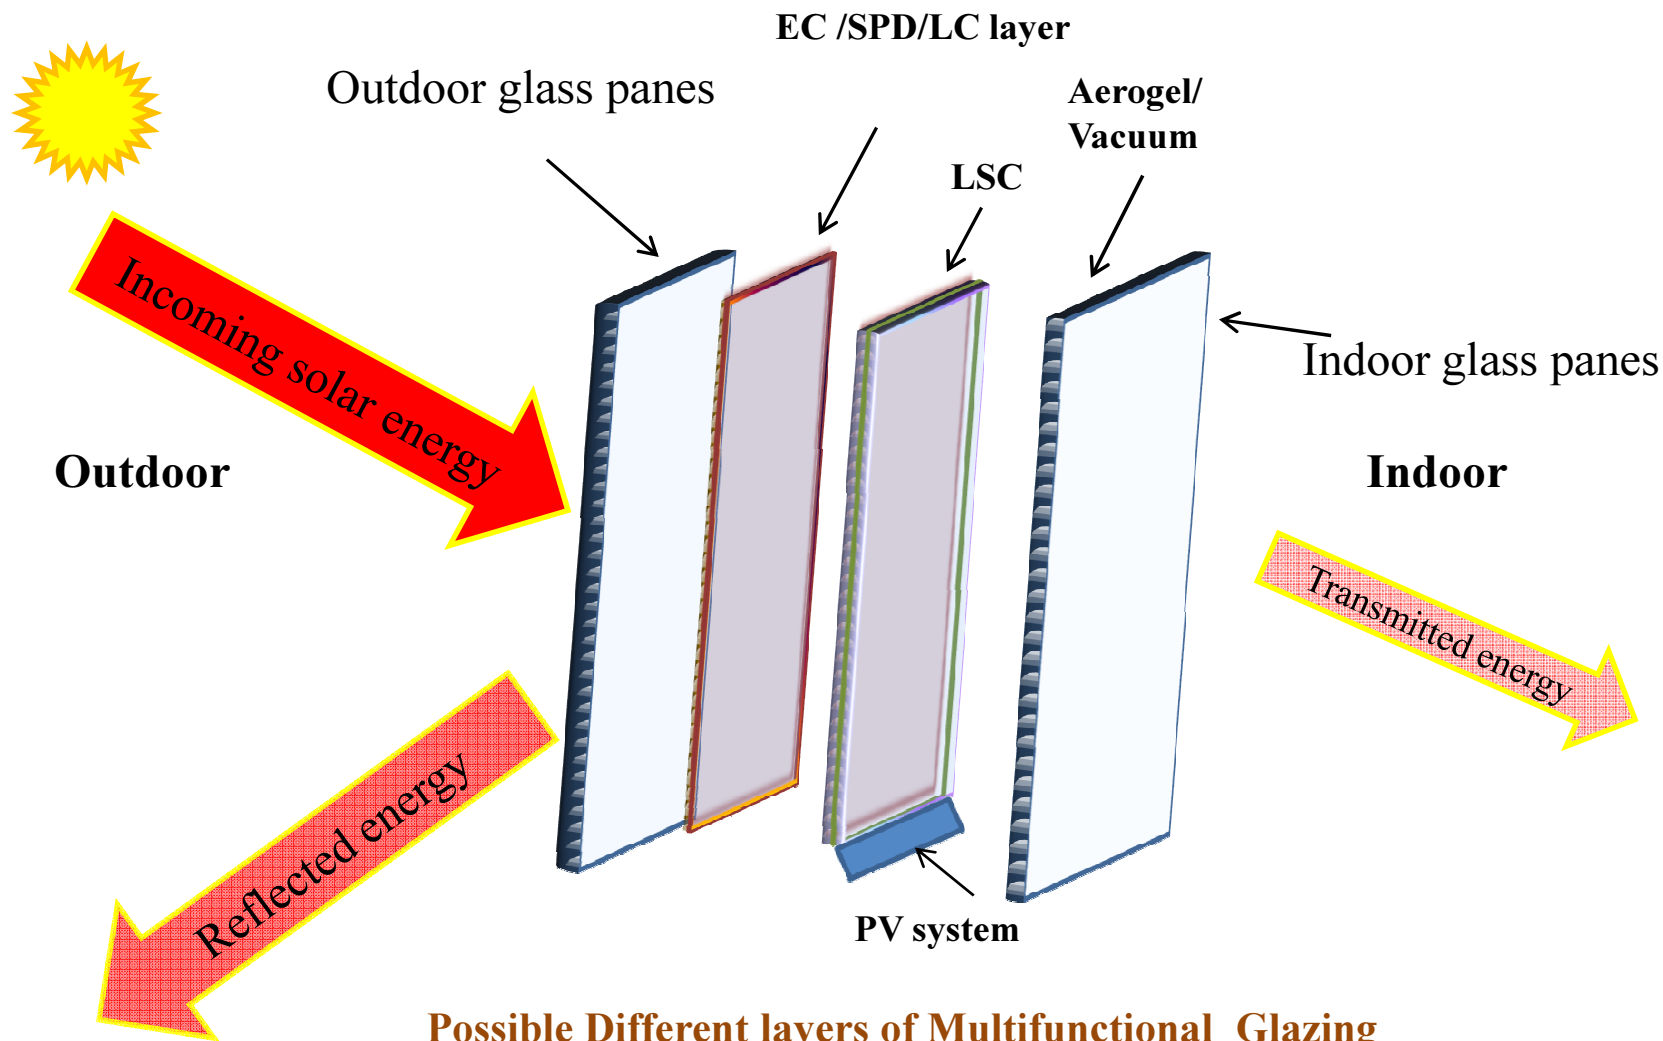 EC /SPD/LC layer
Outdoor glass panes
Aerogel/
Vacuum
LSC
Incoming solar energy
Indoor glass panes
Outdoor
Indoor
Transmitted energy
Reflected energy
PV system
Possible Different layers of Multifunctional Glazing